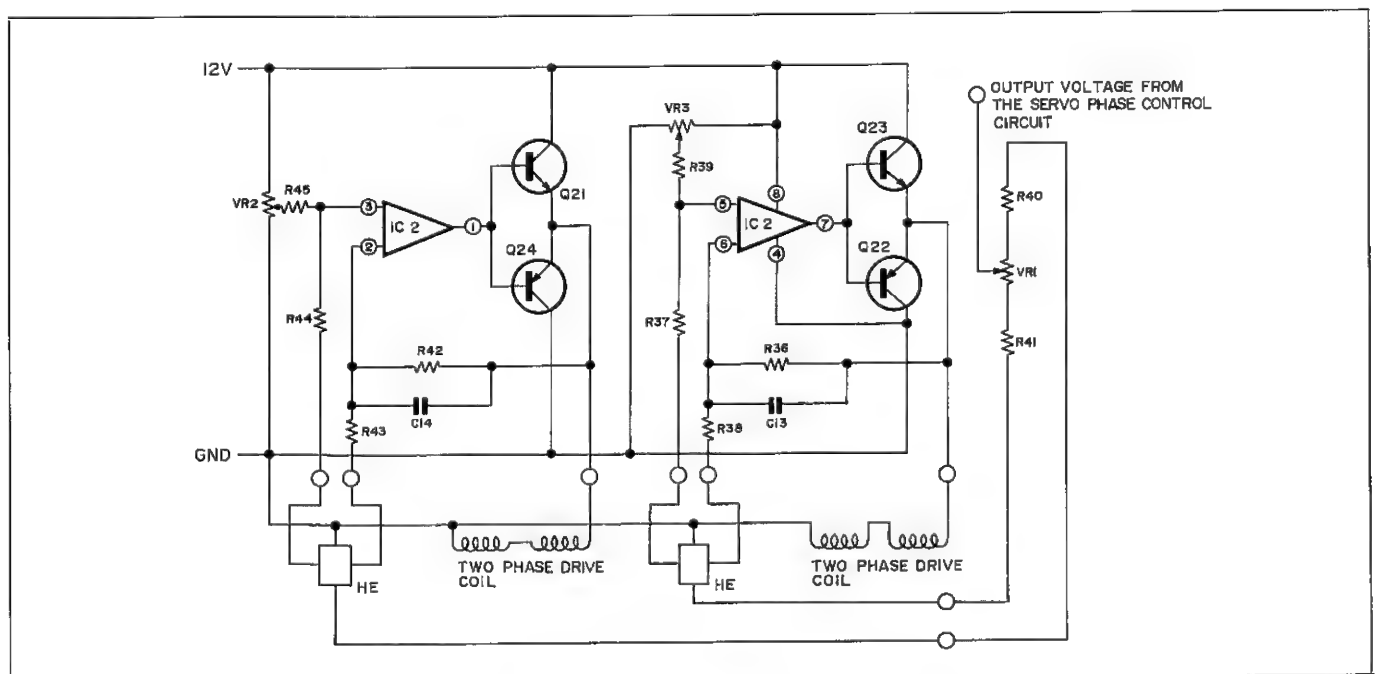 12V
VR3
Q23
OUTPUT VOLTAGE FROM
THE SERVO PHASE CONTROL
CIRCUIT
R39
Q21
R40
R45
VR2
3
IC 2
1
2
8
5
IC 2
7
6
4
Q24
Q22
VR1
R44
R37
R41
R42
R36
C14
C13
R43
R38
GND
TWO PHASE DRIVE
COIL
TWO PHASE DRIVE
COIL
HE
HE